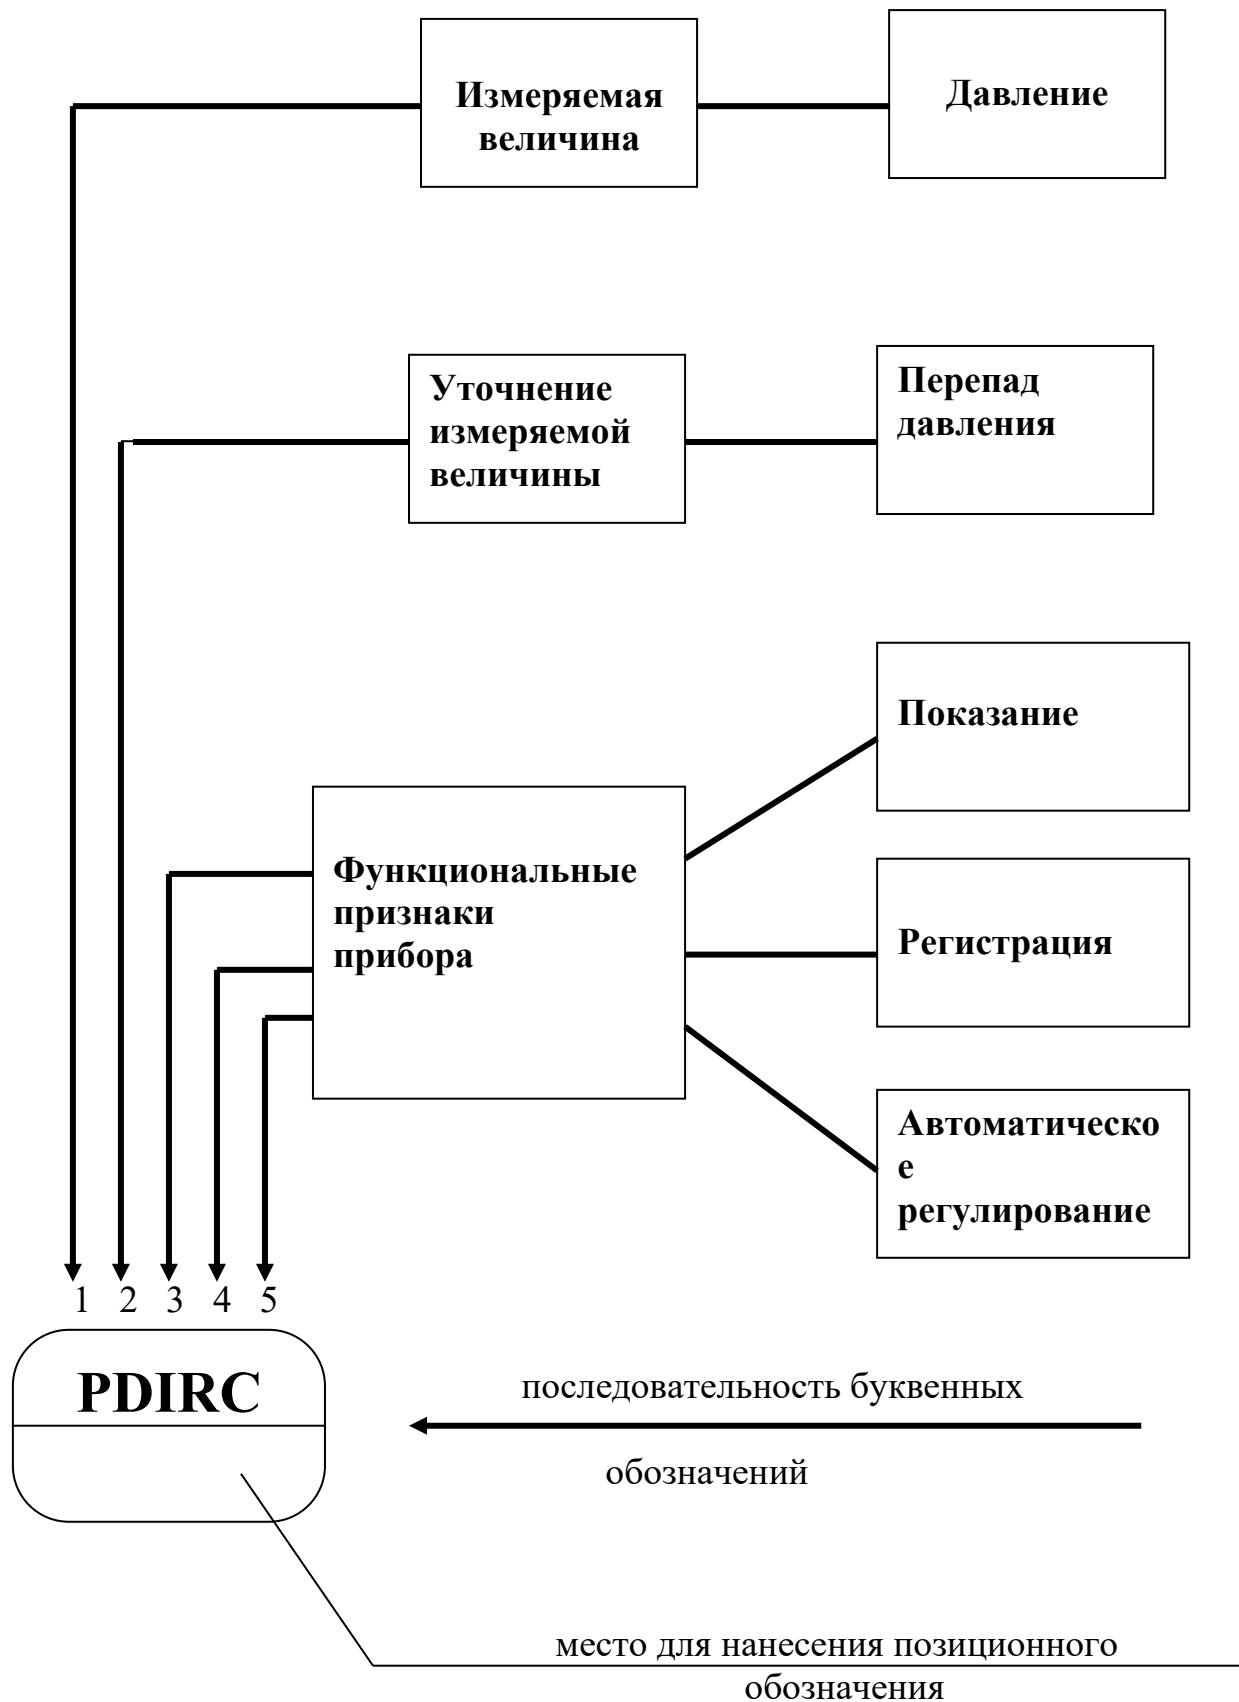 Измеряемая
величина
Давление
Уточнение
измеряемой
величины
Перепад
давления
Показание
Функциональные
признаки
прибора
Регистрация
Автоматическо
е
регулирование
1 2 3 4 5
PDIRC
последовательность буквенных
обозначений
место для нанесения позиционного
обозначения